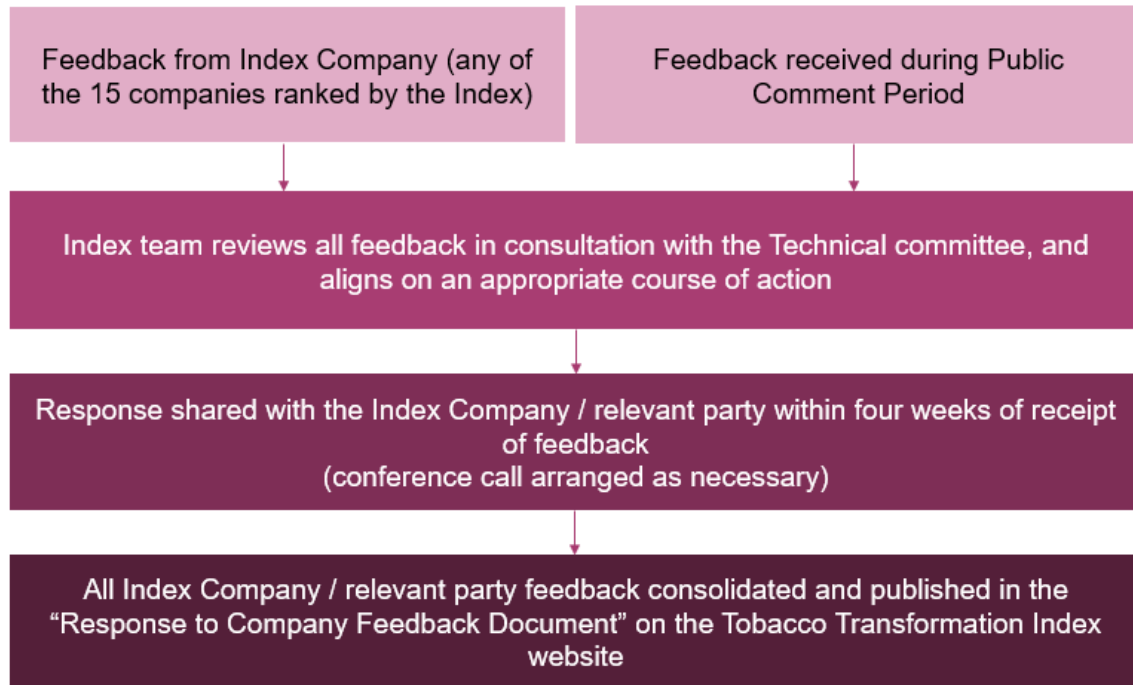 Feedback from Index Company (any of
the 15 companies ranked by the Index)
Feedback received during Public
Comment Period
Index team reviews all feedback in consultation with the Technical committee, and
aligns on an appropriate course of action
Response shared with the Index Company / relevant party within four weeks of receipt
of feedback
(conference call arranged as necessary)
All Index Company / relevant party feedback consolidated and published in the
“Response to Company Feedback Document” on the Tobacco Transformation Index
website